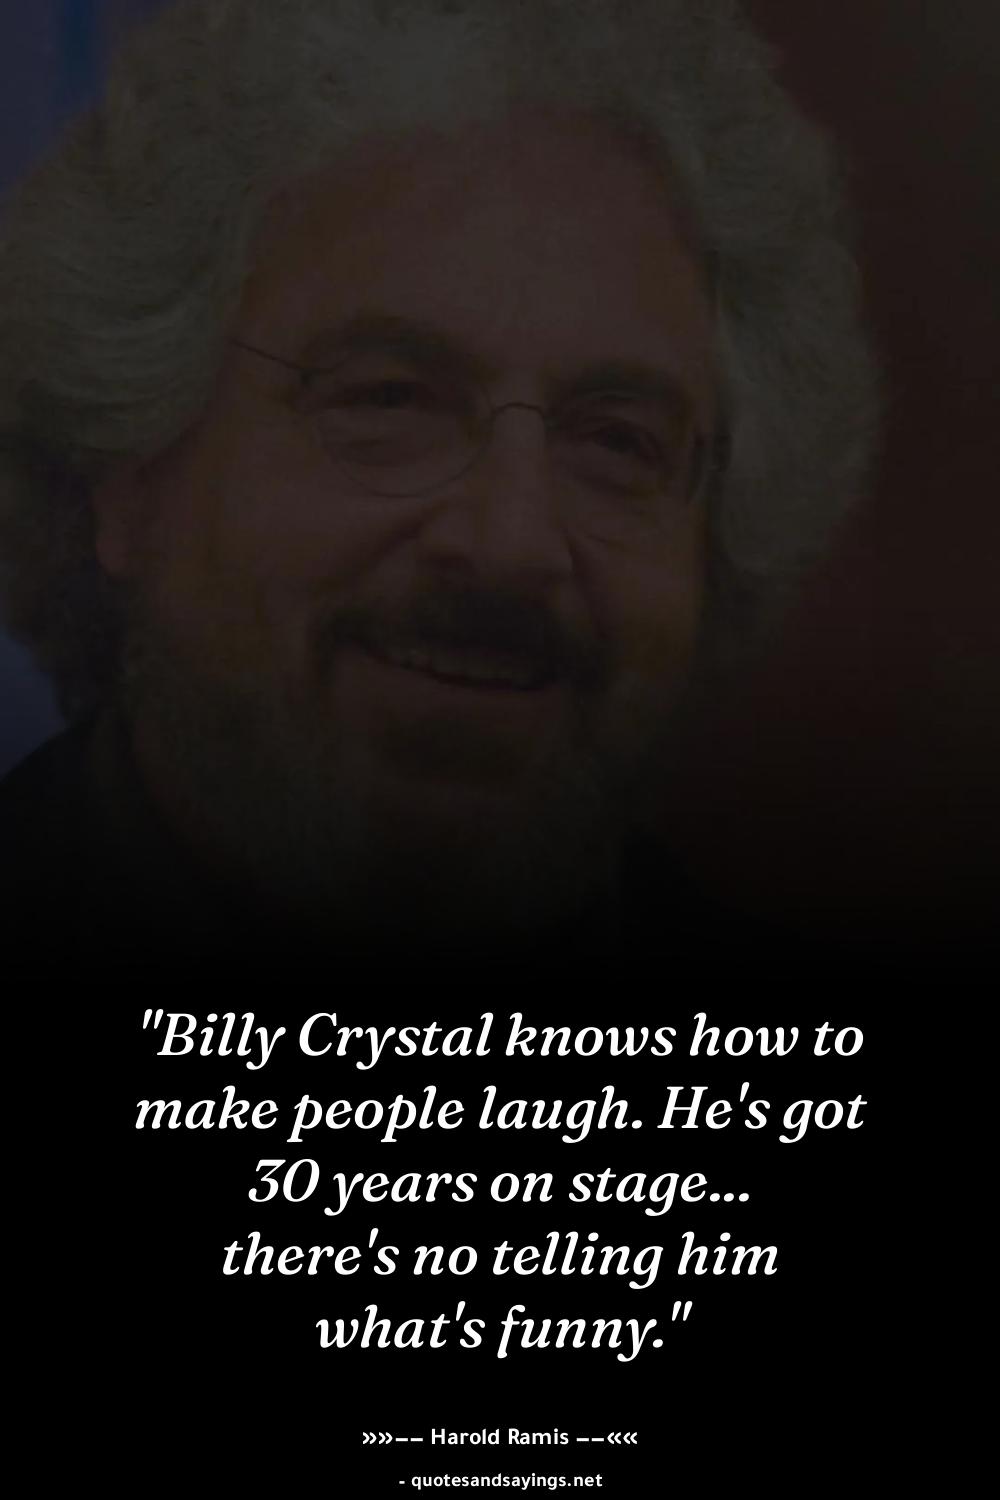 "Billy Crystal knows how to
make people laugh. He's got
30 years on stage...
there's no telling him
what's funny."
»»–– Harold Ramis ––««
- quotesandsayings.net